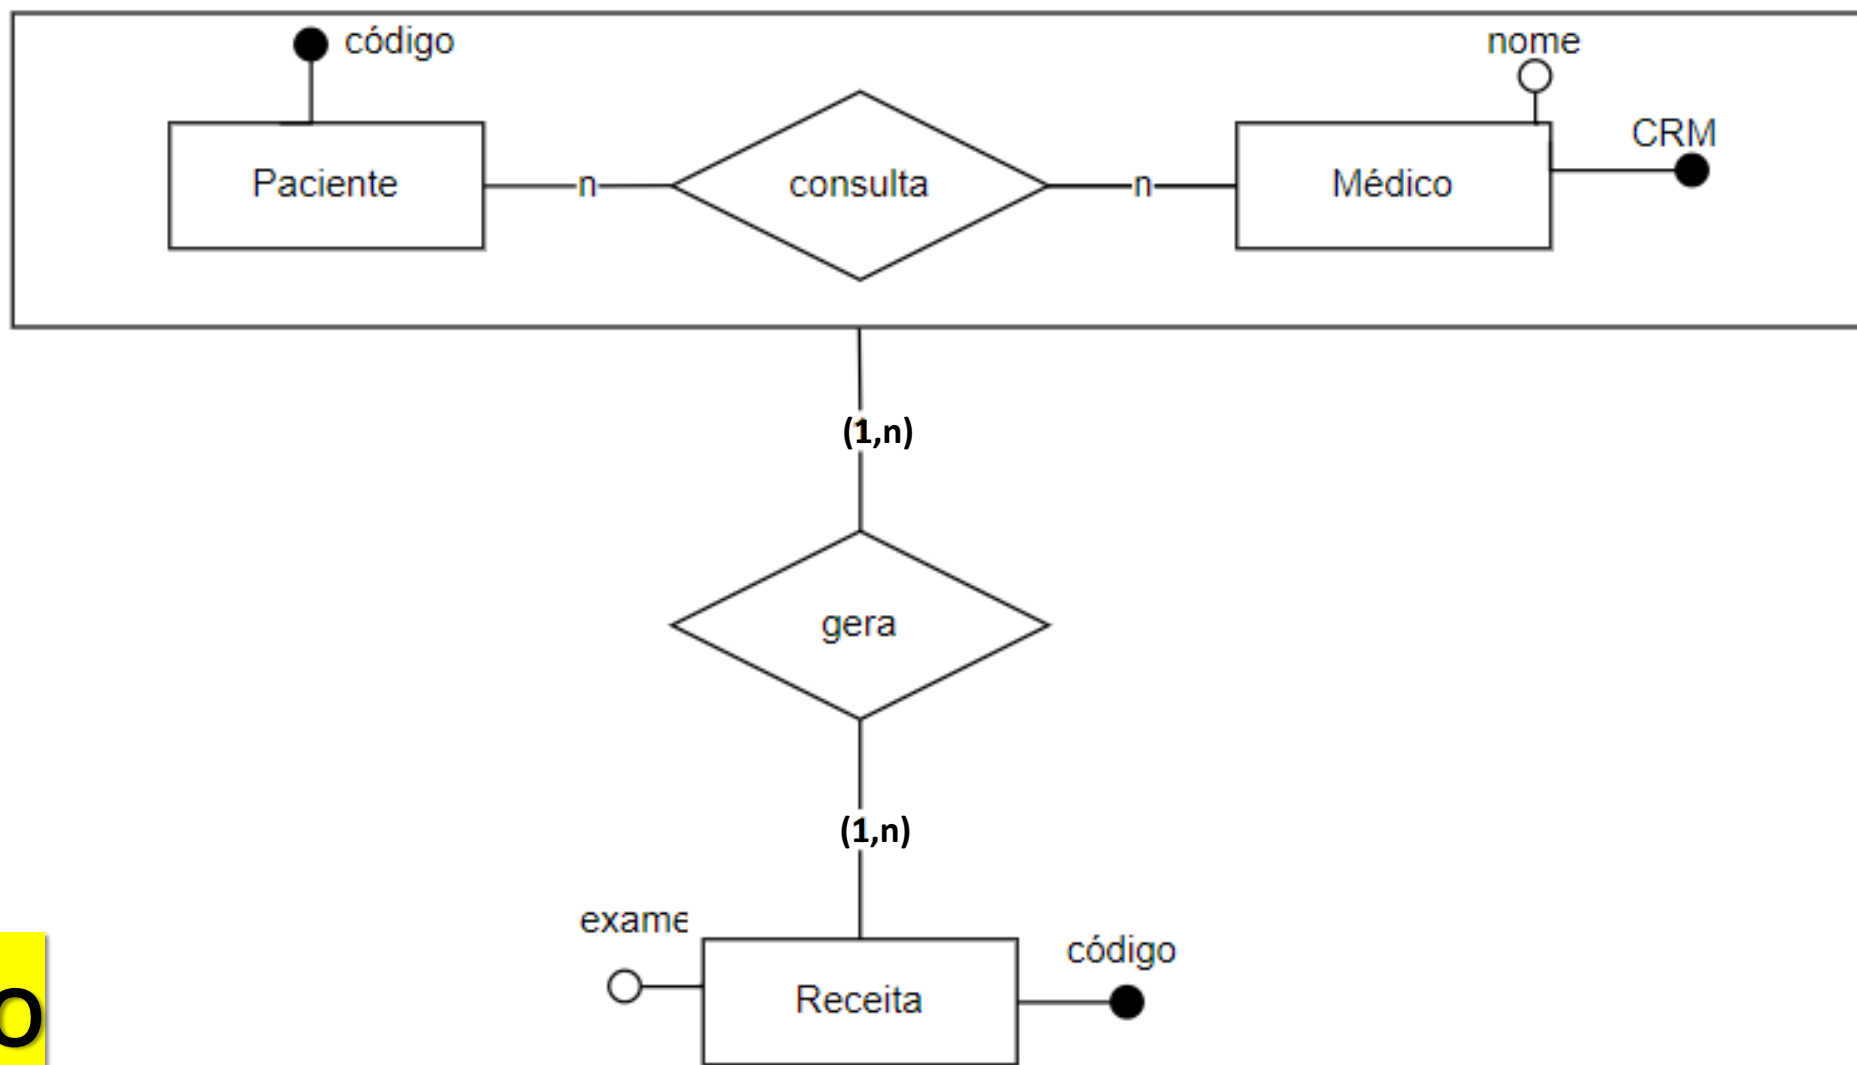 código
nome
CRM
Paciente
n
consulta
n
Médico
(1,n)
gera
(1,n)
exame
código
Receita
o